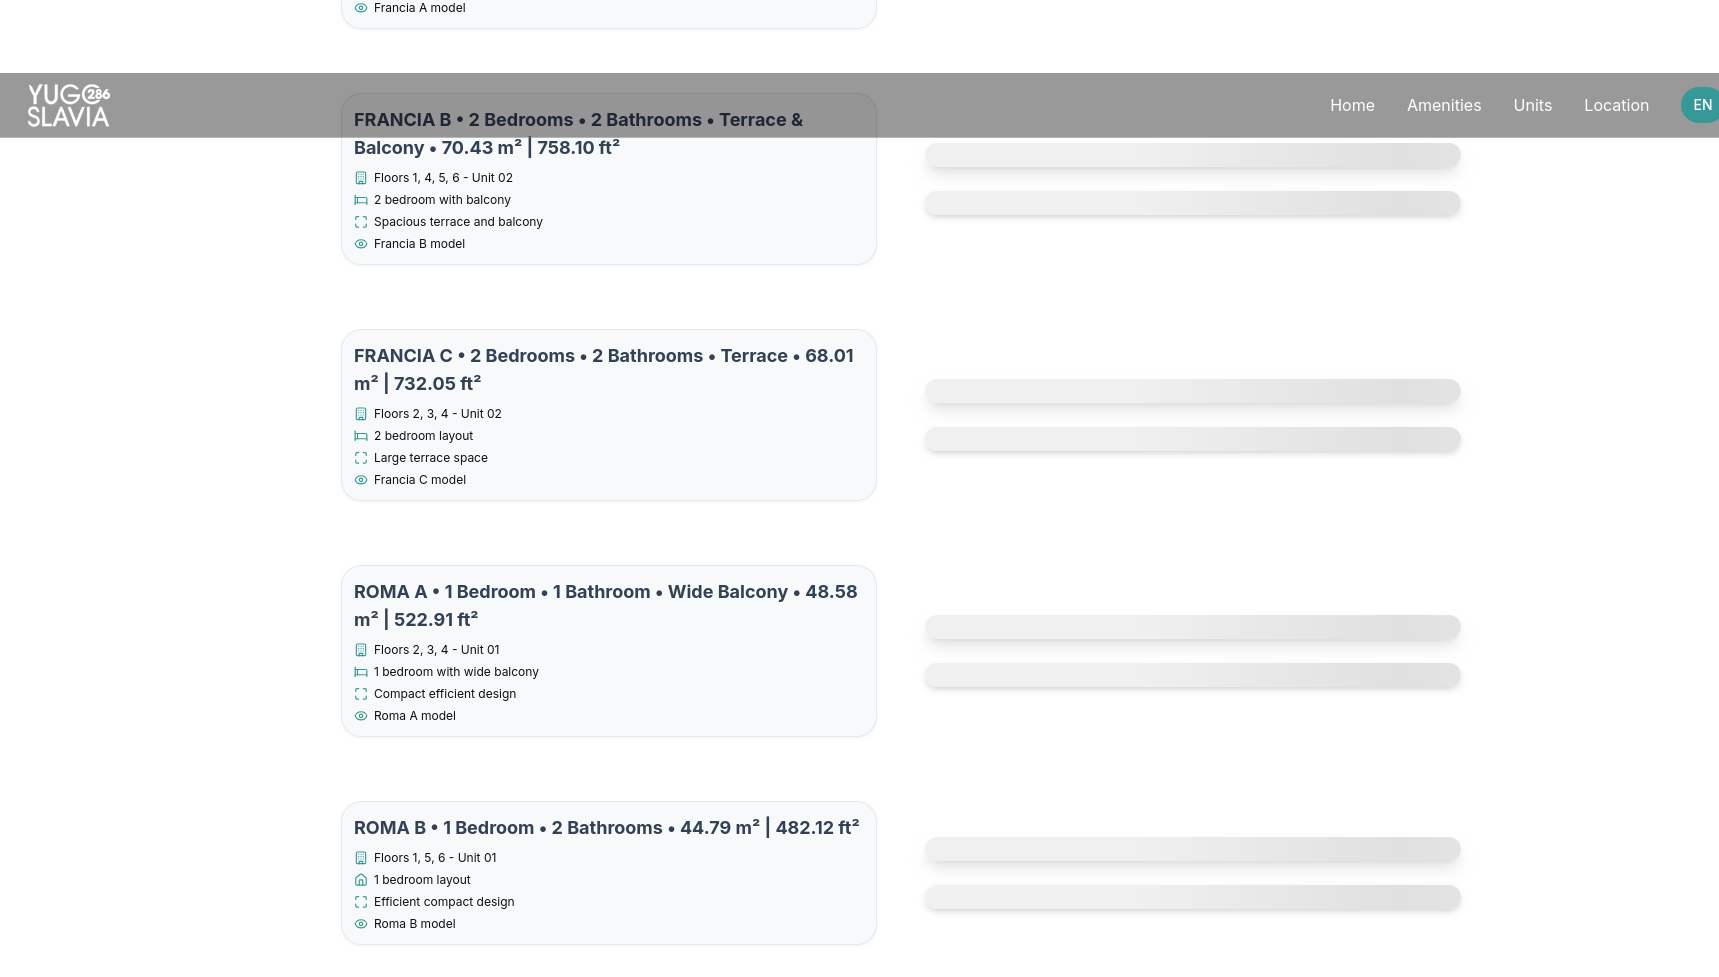 Francia A model
YUGO 286
SLAVIA
Home
Amenities
Units
Location
EN
FRANCIA B • 2 Bedrooms • 2 Bathrooms • Terrace &
Balcony • 70.43 m² | 758.10 ft²
Floors 1, 4, 5, 6 - Unit 02
2 bedroom with balcony
Spacious terrace and balcony
Francia B model
FRANCIA C • 2 Bedrooms • 2 Bathrooms • Terrace • 68.01
m² | 732.05 ft²
Floors 2, 3, 4 - Unit 02
2 bedroom layout
Large terrace space
Francia C model
ROMA A • 1 Bedroom • 1 Bathroom • Wide Balcony • 48.58
m² | 522.91 ft²
Floors 2, 3, 4 - Unit 01
1 bedroom with wide balcony
Compact efficient design
Roma A model
ROMA B • 1 Bedroom • 2 Bathrooms • 44.79 m² | 482.12 ft²
Floors 1, 5, 6 - Unit 01
1 bedroom layout
Efficient compact design
Roma B model